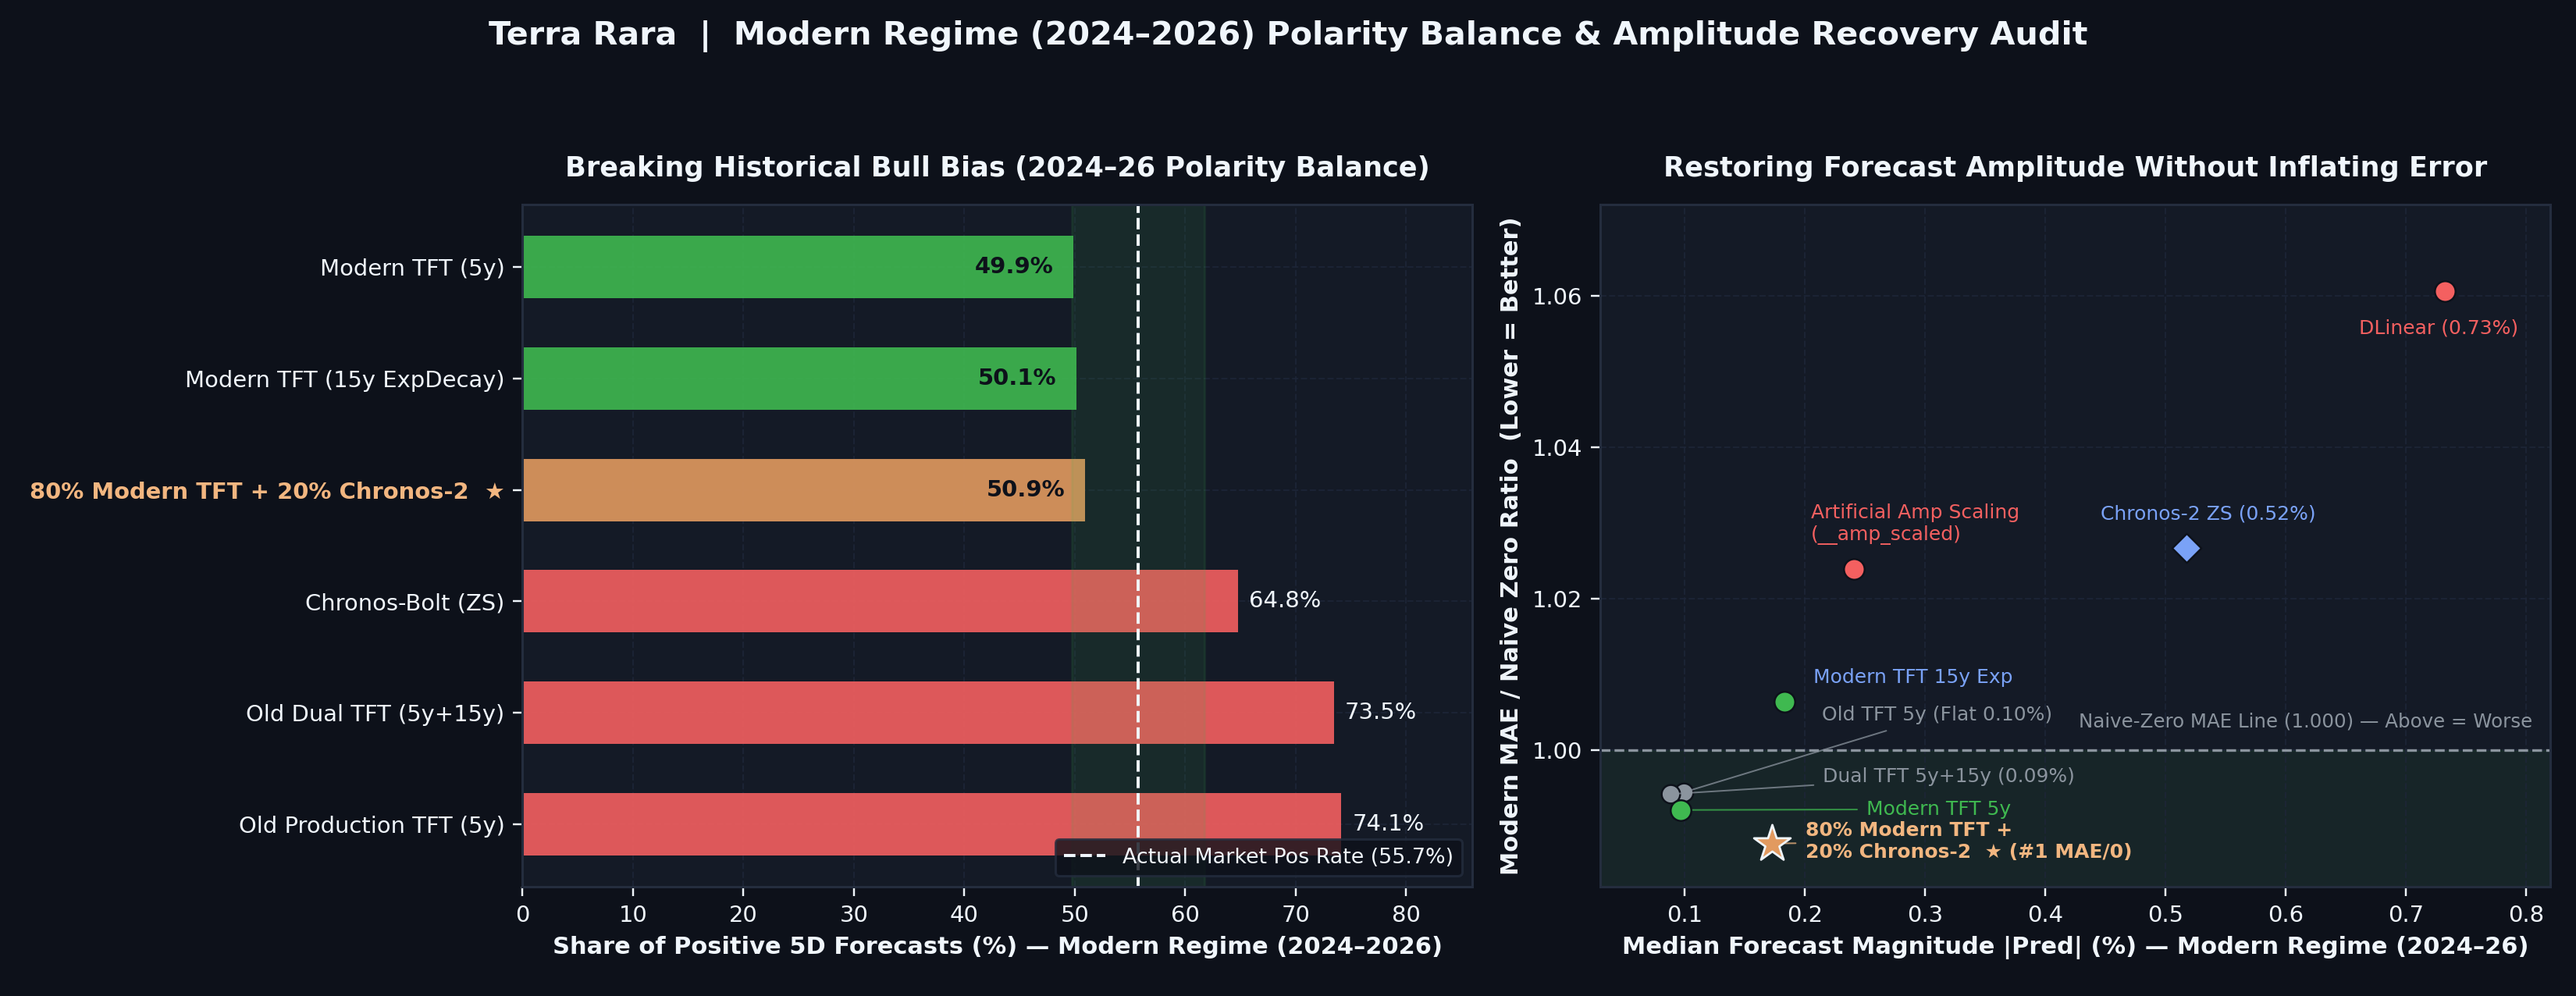 Terra Rara | Modern Regime (2024–2026) Polarity Balance & Amplitude Recovery Audit
Breaking Historical Bull Bias (2024–26 Polarity Balance)
Modern TFT (5y)
49.9%
Modern TFT (15y ExpDecay)
50.1%
80% Modern TFT + 20% Chronos-2 ★
50.9%
Chronos-Bolt (ZS)
64.8%
Old Dual TFT (5y+15y)
73.5%
Old Production TFT (5y)
74.1%
Actual Market Pos Rate (55.7%)
0 10 20 30 40 50 60 70 80
Share of Positive 5D Forecasts (%) — Modern Regime (2024–2026)
Restoring Forecast Amplitude Without Inflating Error
Modern MAE / Naive Zero Ratio (Lower = Better)
1.06
1.04
1.02
1.00
DLinear (0.73%)
Artificial Amp Scaling
(__amp_scaled)
Chronos-2 ZS (0.52%)
Modern TFT 15y Exp
Old TFT 5y (Flat 0.10%)
Naive-Zero MAE Line (1.000) — Above = Worse
Dual TFT 5y+15y (0.09%)
Modern TFT 5y
80% Modern TFT +
20% Chronos-2 ★ (#1 MAE/0)
0.1 0.2 0.3 0.4 0.5 0.6 0.7 0.8
Median Forecast Magnitude |Pred| (%) — Modern Regime (2024–26)